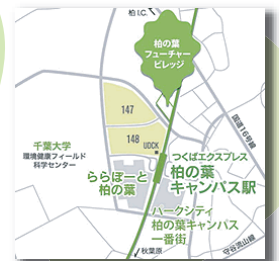 柏 I.C.
柏の葉
フューチャー
ビレッジ
国道16号線
147
148
UDCK
千葉大学
環境健康フィールド
科学センター
つくばエクスプレス
柏の葉
キャンパス駅
ららぽーと
柏の葉
パークシティ
柏の葉キャンパス
一番街
秋葉原
守谷流山線